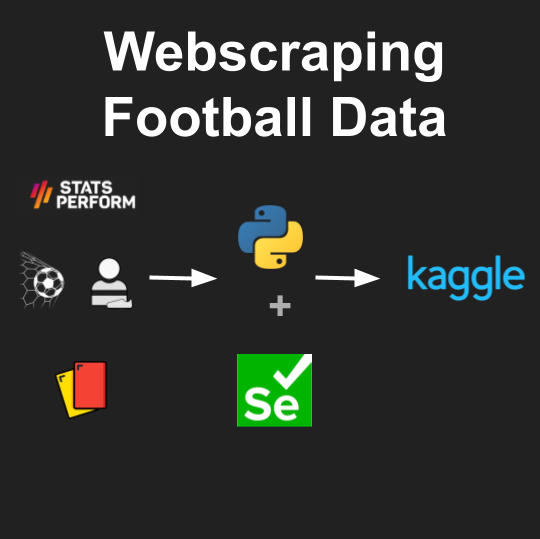 Webscraping
Football Data
STATS
PERFORM
+
kaggle
Se